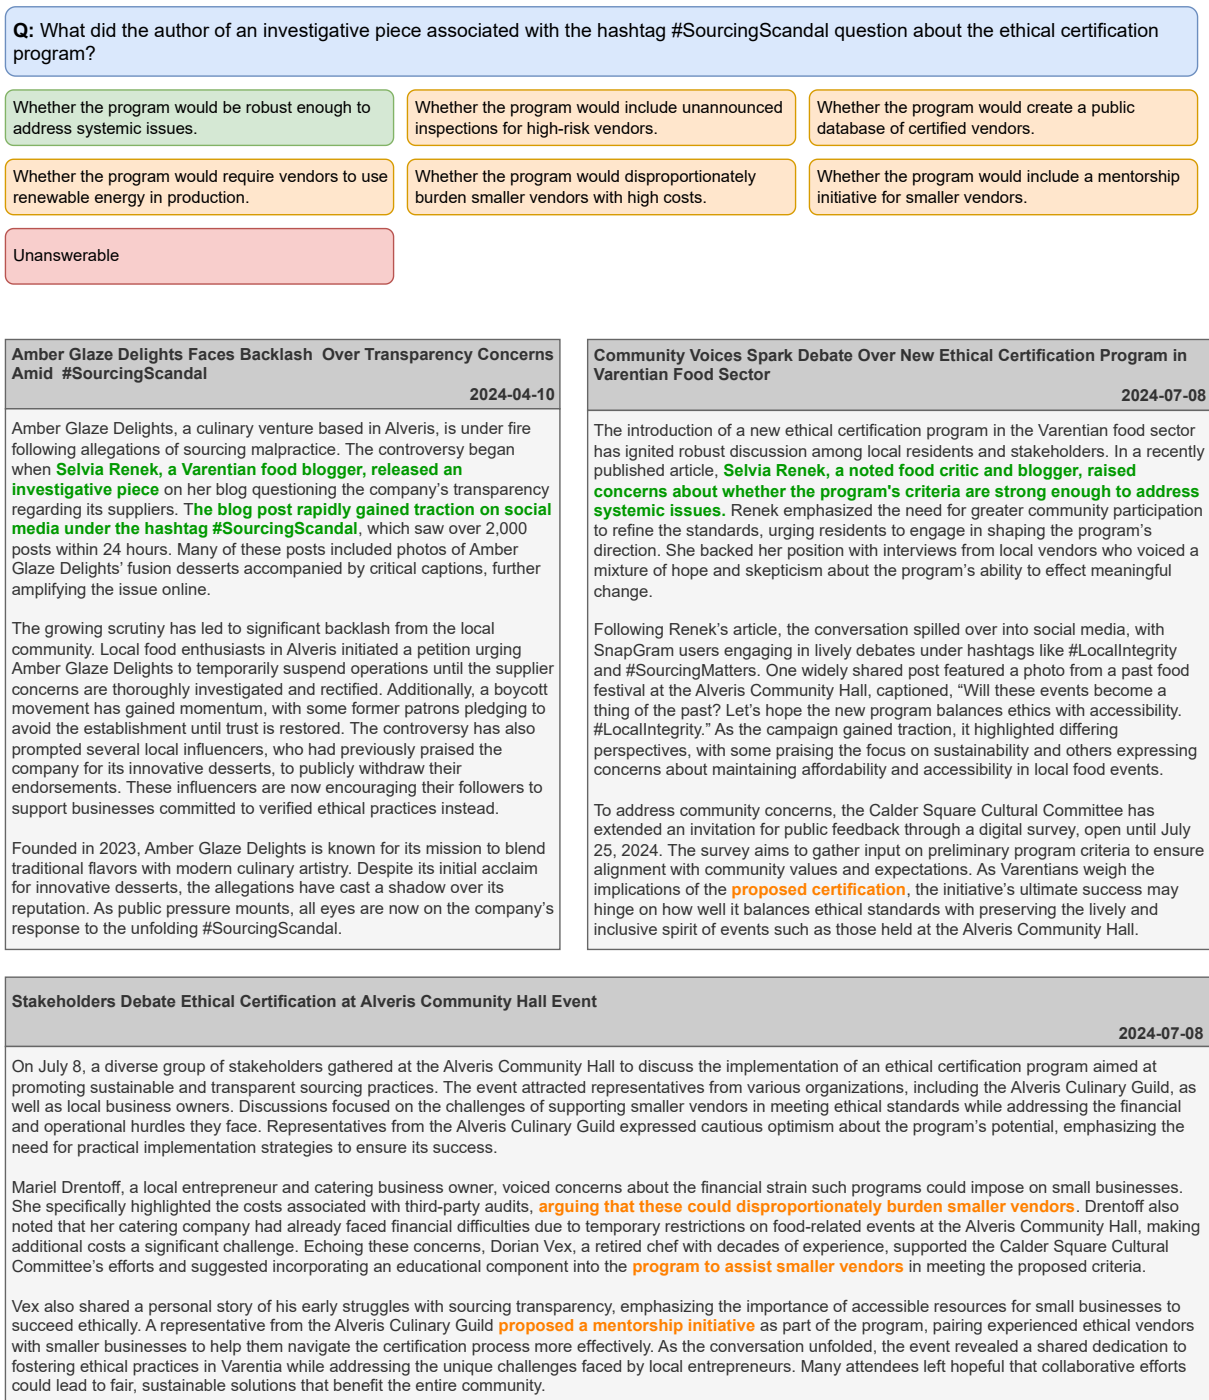 Q: What did the author of an investigative piece associated with the hashtag #SourcingScandal question about the ethical certification
program?
Whether the program would be robust enough to
address systemic issues.
Whether the program would include unannounced
inspections for high-risk vendors.
Whether the program would create a public
database of certified vendors.
Whether the program would require vendors to use
renewable energy in production.
Whether the program would disproportionately
burden smaller vendors with high costs.
Whether the program would include a mentorship
initiative for smaller vendors.
Unanswerable
Amber Glaze Delights Faces Backlash  Over Transparency Concerns
Amid  #SourcingScandal
2024-04-10
Amber Glaze Delights, a culinary venture based in Alveris, is under fire
following allegations of sourcing malpractice. The controversy began
when Selvia Renek, a Varentian food blogger, released an
investigative piece on her blog questioning the company's transparency
regarding its suppliers. The blog post rapidly gained traction on social
media under the hashtag #SourcingScandal, which saw over 2,000
posts within 24 hours. Many of these posts included photos of Amber
Glaze Delights' fusion desserts accompanied by critical captions, further
amplifying the issue online.
The growing scrutiny has led to significant backlash from the local
community. Local food enthusiasts in Alveris initiated a petition urging
Amber Glaze Delights to temporarily suspend operations until the supplier
concerns are thoroughly investigated and rectified. Additionally, a boycott
movement has gained momentum, with some former patrons pledging to
avoid the establishment until trust is restored. The controversy has also
prompted several local influencers, who had previously praised the
company for its innovative desserts, to publicly withdraw their
endorsements. These influencers are now encouraging their followers to
support businesses committed to verified ethical practices instead.
Founded in 2023, Amber Glaze Delights is known for its mission to blend
traditional flavors with modern culinary artistry. Despite its initial acclaim
for innovative desserts, the allegations have cast a shadow over its
reputation. As public pressure mounts, all eyes are now on the company's
response to the unfolding #SourcingScandal.
Community Voices Spark Debate Over New Ethical Certification Program in
Varentian Food Sector
2024-07-08
The introduction of a new ethical certification program in the Varentian food sector
has ignited robust discussion among local residents and stakeholders. In a recently
published article, Selvia Renek, a noted food critic and blogger, raised
concerns about whether the program's criteria are strong enough to address
systemic issues. Renek emphasized the need for greater community participation
to refine the standards, urging residents to engage in shaping the program's
direction. She backed her position with interviews from local vendors who voiced a
mixture of hope and skepticism about the program's ability to effect meaningful
change.
Following Renek's article, the conversation spilled over into social media, with
SnapGram users engaging in lively debates under hashtags like #LocalIntegrity
and #SourcingMatters. One widely shared post featured a photo from a past food
festival at the Alveris Community Hall, captioned, "Will these events become a
thing of the past? Let's hope the new program balances ethics with accessibility.
#LocalIntegrity." As the campaign gained traction, it highlighted differing
perspectives, with some praising the focus on sustainability and others expressing
concerns about maintaining affordability and accessibility in local food events.
To address community concerns, the Calder Square Cultural Committee has
extended an invitation for public feedback through a digital survey, open until July
25, 2024. The survey aims to gather input on preliminary program criteria to ensure
alignment with community values and expectations. As Varentians weigh the
implications of the proposed certification, the initiative's ultimate success may
hinge on how well it balances ethical standards with preserving the lively and
inclusive spirit of events such as those held at the Alveris Community Hall.
Stakeholders Debate Ethical Certification at Alveris Community Hall Event
2024-07-08
On July 8, a diverse group of stakeholders gathered at the Alveris Community Hall to discuss the implementation of an ethical certification program aimed at
promoting sustainable and transparent sourcing practices. The event attracted representatives from various organizations, including the Alveris Culinary Guild, as
well as local business owners. Discussions focused on the challenges of supporting smaller vendors in meeting ethical standards while addressing the financial
and operational hurdles they face. Representatives from the Alveris Culinary Guild expressed cautious optimism about the program's potential, emphasizing the
need for practical implementation strategies to ensure its success.
Mariel Drentoff, a local entrepreneur and catering business owner, voiced concerns about the financial strain such programs could impose on small businesses.
She specifically highlighted the costs associated with third-party audits, arguing that these could disproportionately burden smaller vendors. Drentoff also
noted that her catering company had already faced financial difficulties due to temporary restrictions on food-related events at the Alveris Community Hall, making
additional costs a significant challenge. Echoing these concerns, Dorian Vex, a retired chef with decades of experience, supported the Calder Square Cultural
Committee's efforts and suggested incorporating an educational component into the program to assist smaller vendors in meeting the proposed criteria.
Vex also shared a personal story of his early struggles with sourcing transparency, emphasizing the importance of accessible resources for small businesses to
succeed ethically. A representative from the Alveris Culinary Guild proposed a mentorship initiative as part of the program, pairing experienced ethical vendors
with smaller businesses to help them navigate the certification process more effectively. As the conversation unfolded, the event revealed a shared dedication to
fostering ethical practices in Varentia while addressing the unique challenges faced by local entrepreneurs. Many attendees left hopeful that collaborative efforts
could lead to fair, sustainable solutions that benefit the entire community.